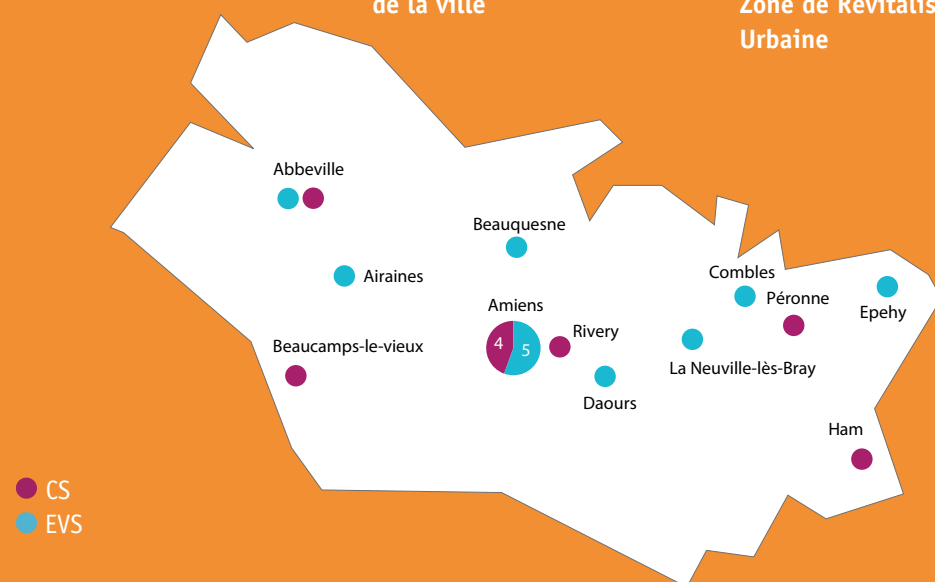 de la ville
Zone de Revitalis
Urbaine
Abbeville
Beauquesne
Airaines
Combles
Péronne
Epehy
Amiens
4
5
Rivery
Beaucamps-le-vieux
La Neuville-lès-Bray
Daours
Ham
CS
EVS